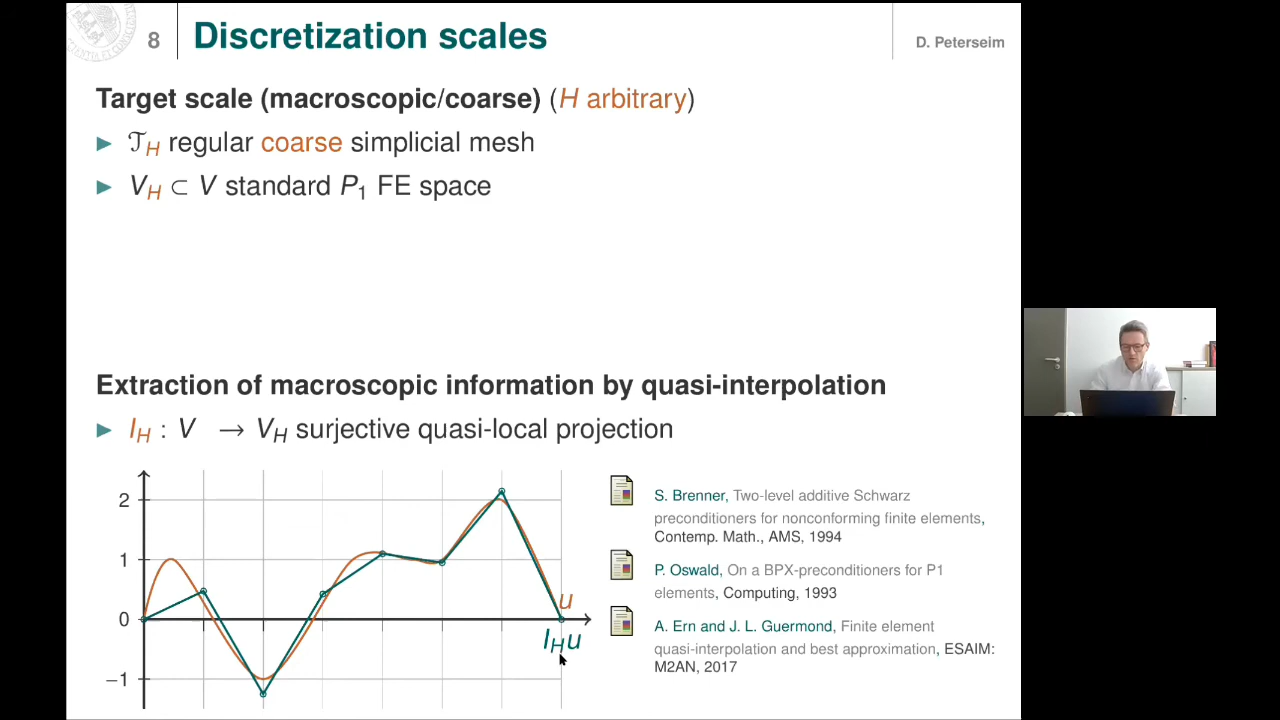 8
Discretization scales
D. Peterseim
Target scale (macroscopic/coarse) (H arbitrary)
► 𝒯_H regular coarse simplicial mesh
► V_H ⊂ V standard P_1 FE space
Extraction of macroscopic information by quasi-interpolation
► I_H : V → V_H surjective quasi-local projection
2
1
0
−1
u
I_H u
S. Brenner, Two-level additive Schwarz
preconditioners for nonconforming finite elements,
Contemp. Math., AMS, 1994
P. Oswald, On a BPX-preconditioners for P1
elements, Computing, 1993
A. Ern and J. L. Guermond, Finite element
quasi-interpolation and best approximation, ESAIM:
M2AN, 2017